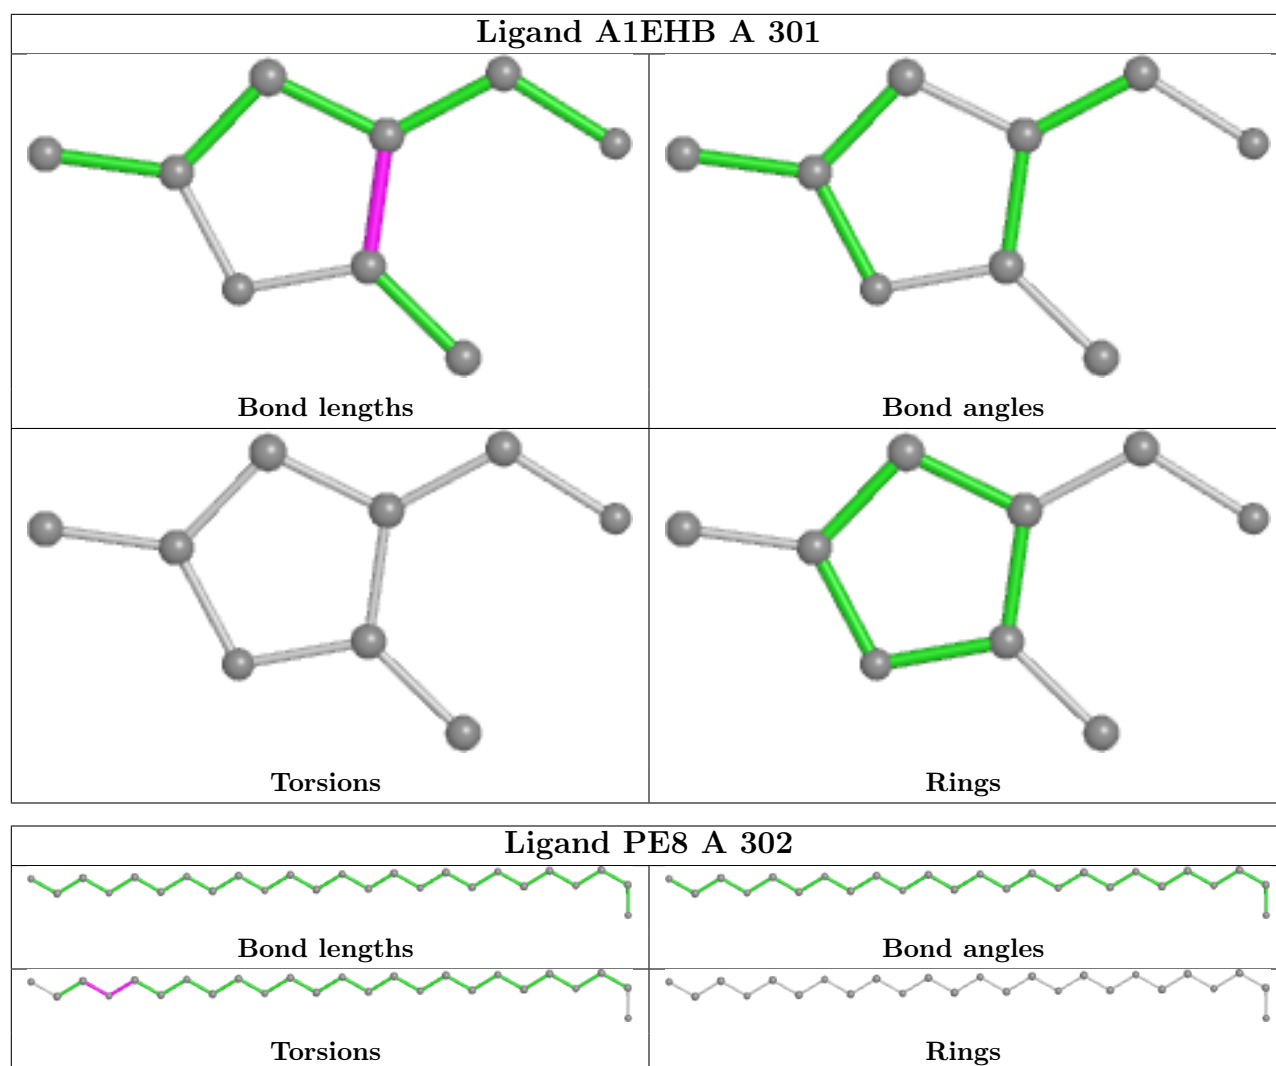 Ligand A1EHB A 301
Bond lengths
Bond angles
Torsions
Rings
Ligand PE8 A 302
Bond lengths
Bond angles
Torsions
Rings